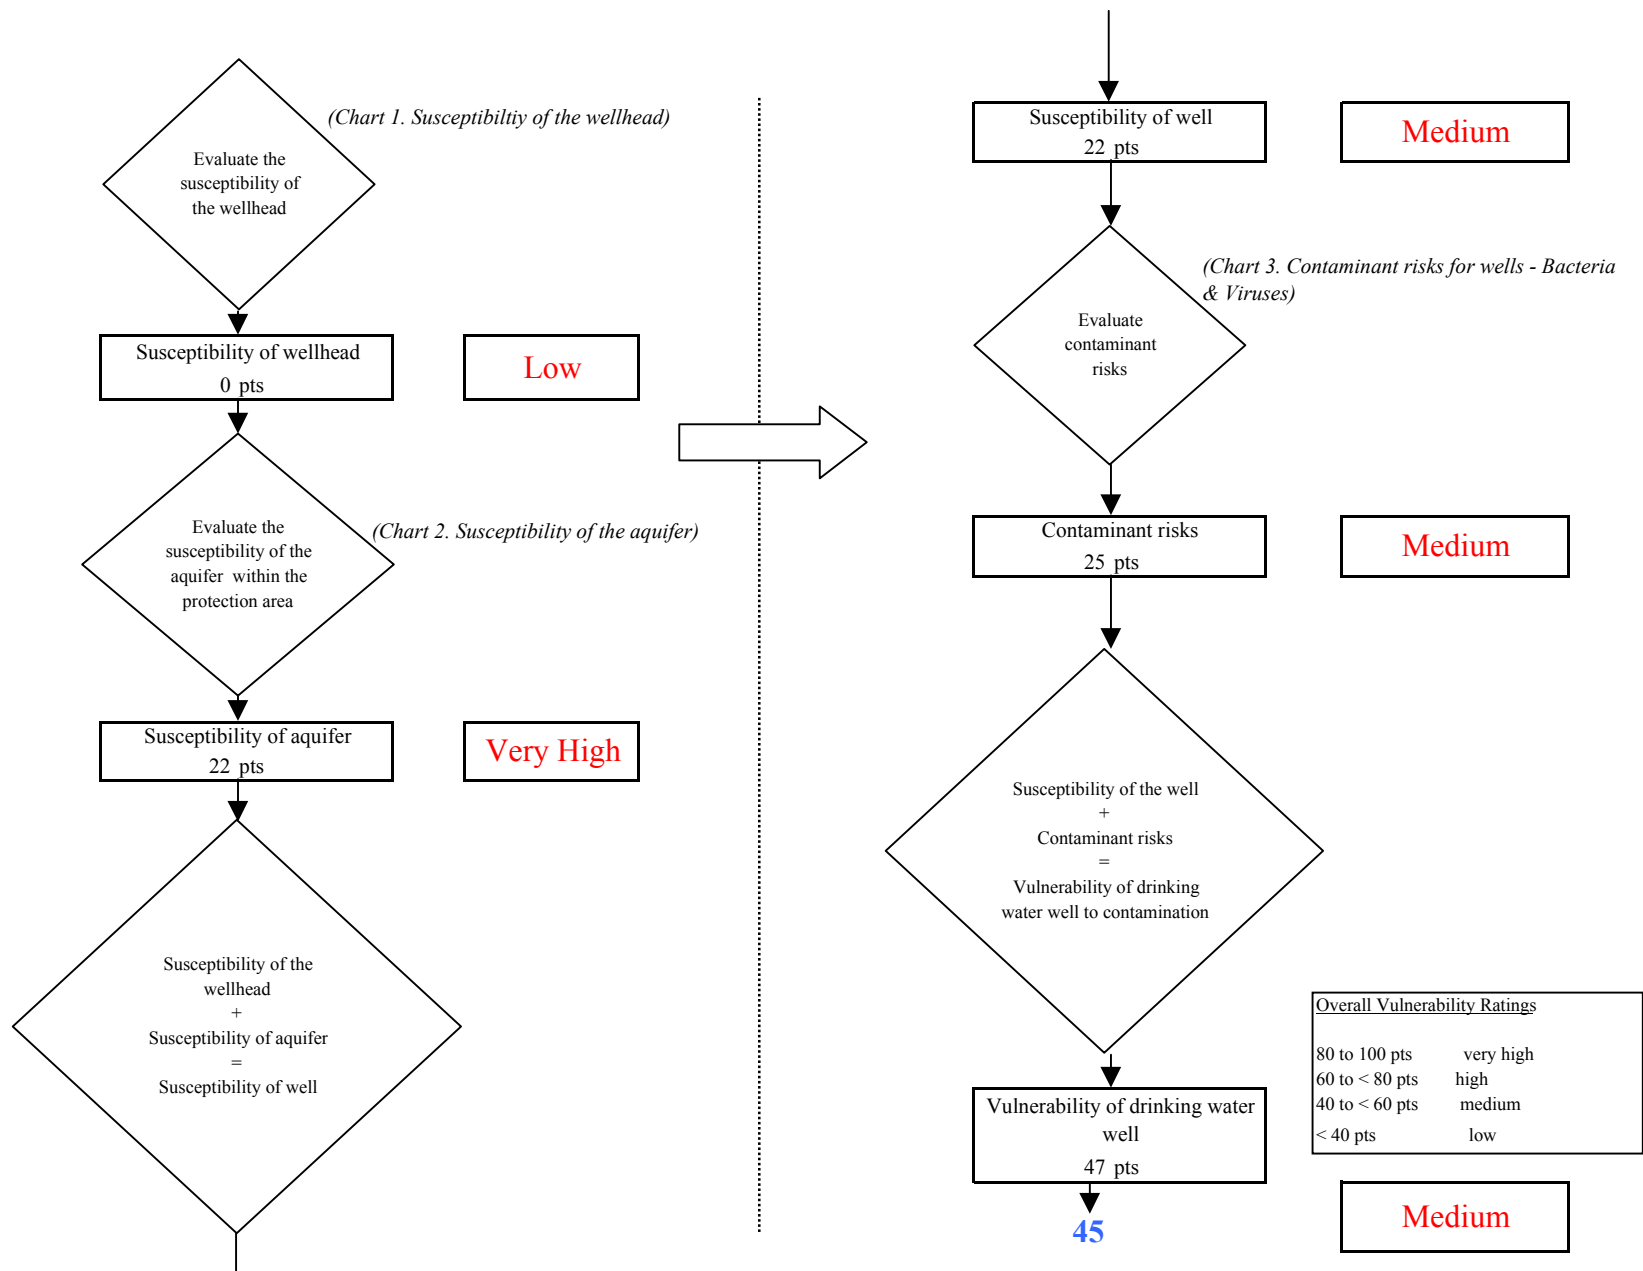 (Chart 1. Susceptibiltiy of the wellhead)
Evaluate the
susceptibility of
the wellhead
Susceptibility of wellhead
0 pts
Low
(Chart 2. Susceptibility of the aquifer)
Evaluate the
susceptibility of the
aquifer within the
protection area
Susceptibility of aquifer
22 pts
Very High
Susceptibility of the
wellhead
+
Susceptibility of aquifer
=
Susceptibility of well
Susceptibility of well
22 pts
Medium
(Chart 3. Contaminant risks for wells - Bacteria
& Viruses)
Evaluate
contaminant
risks
Contaminant risks
25 pts
Medium
Susceptibility of the well
+
Contaminant risks
=
Vulnerability of drinking
water well to contamination
Overall Vulnerability Ratings
80 to 100 pts very high
60 to < 80 pts high
40 to < 60 pts medium
< 40 pts low
Vulnerability of drinking water
well
47 pts
45
Medium